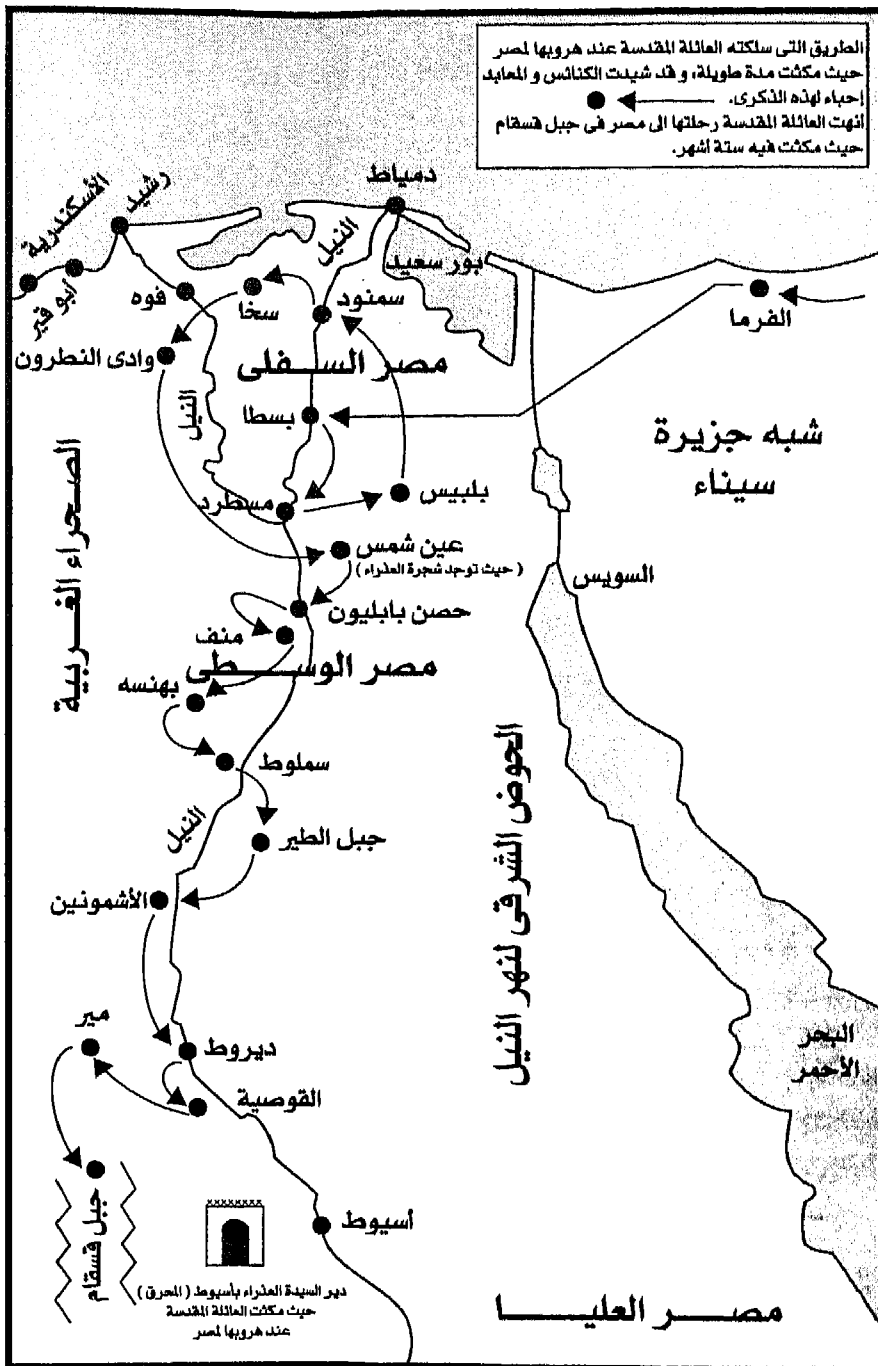 الطريق التى سلكته العائلة المقدسة عند هروبها لمصر
حيث مكثت مدة طويلة، و قد شيدت الكنائس و المعابد
إحياء لهذه الذكرى.
أنهت العائلة المقدسة رحلتها الى مصر فى جبل قسقام
حيث مكثت فيه ستة أشهر.
دمياط
رشيد
الأسكندرية
أبو قير
النيل
بور سعيد
فوه
سخا
سمنود
الفرما
وادى النطرون
مصر السفلى
النيل
بسطا
شبه جزيرة
سيناء
الصحراء الغربية
مسطرد
بلبيس
عين شمس
( حيث توجد شجرة العذراء )
السويس
حصن بابليون
منف
مصر الوسطى
بهنسه
سملوط
الحوض الشرقى لنهر النيل
النيل
جبل الطير
الأشمونين
مير
ديروط
القوصية
البحر
الأحمر
جبل قسقام
أسيوط
دير السيدة العذراء بأسيوط ( المحرق )
حيث مكثت العائلة المقدسة
عند هروبها لمصر
مصر العليا